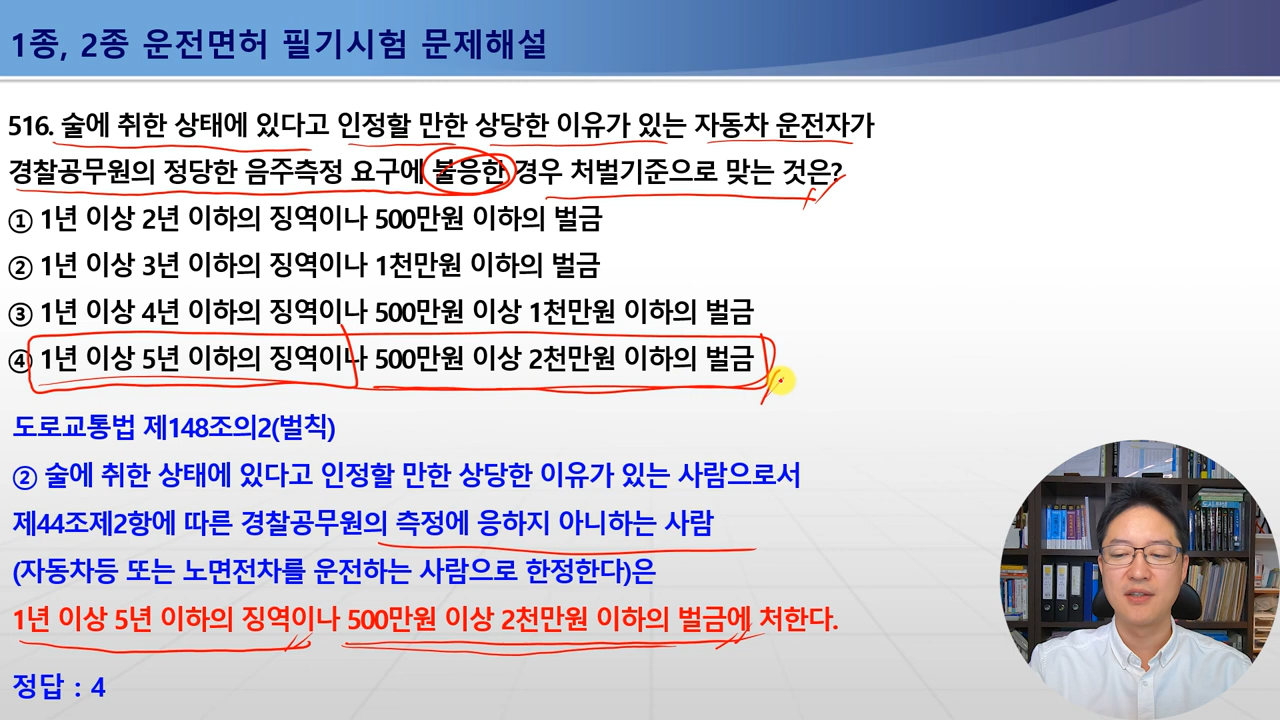 1종, 2종 운전면허 필기시험 문제해설
516. 술에 취한 상태에 있다고 인정할 만한 상당한 이유가 있는 자동차 운전자가
경찰공무원의 정당한 음주측정 요구에 불응한 경우 처벌기준으로 맞는 것은?
① 1년 이상 2년 이하의 징역이나 500만원 이하의 벌금
② 1년 이상 3년 이하의 징역이나 1천만원 이하의 벌금
③ 1년 이상 4년 이하의 징역이나 500만원 이상 1천만원 이하의 벌금
④ 1년 이상 5년 이하의 징역이나 500만원 이상 2천만원 이하의 벌금
도로교통법 제148조의2(벌칙)
② 술에 취한 상태에 있다고 인정할 만한 상당한 이유가 있는 사람으로서
제44조제2항에 따른 경찰공무원의 측정에 응하지 아니하는 사람
(자동차등 또는 노면전차를 운전하는 사람으로 한정한다)은
1년 이상 5년 이하의 징역이나 500만원 이상 2천만원 이하의 벌금에 처한다.
정답 : 4